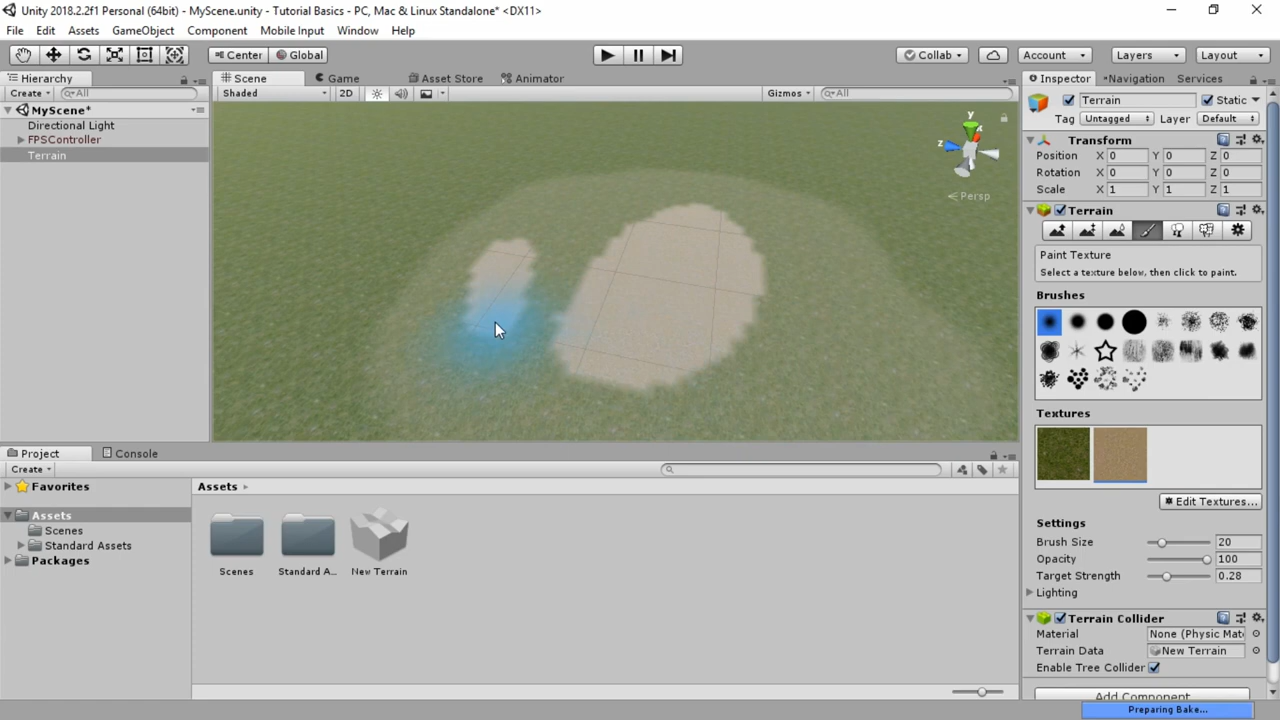 Unity 2018.2.2f1 Personal (64bit) - MyScene.unity - Tutorial Basics - PC, Mac & Linux Standalone* <DX11>
File Edit Assets GameObject Component Mobile Input Window Help
Center Global Collab Account Layers Layout
Hierarchy
Create All
MyScene*
Directional Light
FPSController
Terrain
Scene Game Asset Store Animator
Shaded 2D Gizmos All
y
x
z
Persp
Inspector Navigation Services
Terrain Static
Tag Untagged Layer Default
Transform
Position X 0 Y 0 Z 0
Rotation X 0 Y 0 Z 0
Scale X 1 Y 1 Z 1
Terrain
Paint Texture
Select a texture below, then click to paint.
Brushes
Textures
Edit Textures...
Settings
Brush Size 20
Opacity 100
Target Strength 0.28
Lighting
Terrain Collider
Material None (Physic Mat
Terrain Data New Terrain
Enable Tree Collider
Add Component
Preparing Bake...
Project Console
Create
Favorites
Assets
Scenes
Standard Assets
Packages
Assets
Scenes Standard A... New Terrain